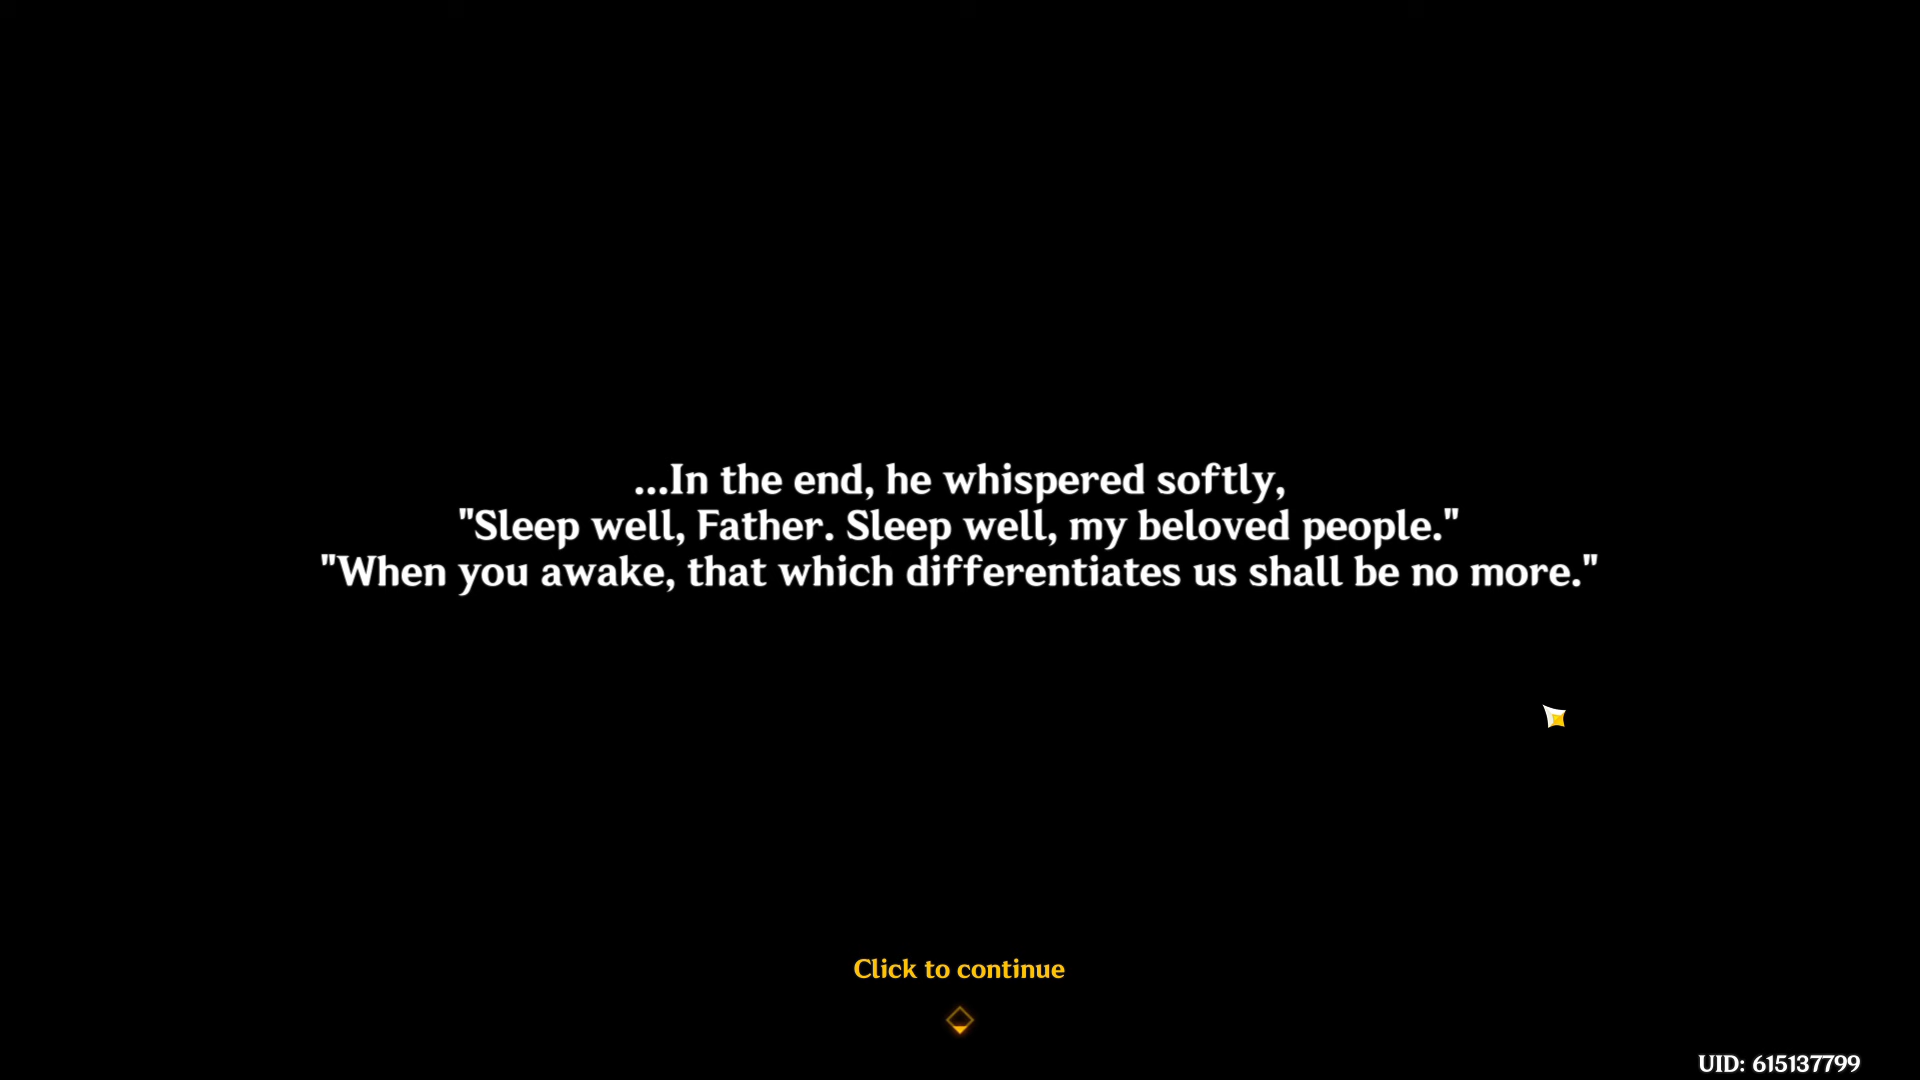 ...In the end, he whispered softly,
"Sleep well, Father. Sleep well, my beloved people."
"When you awake, that which differentiates us shall be no more."
Click to continue
UID: 615137799